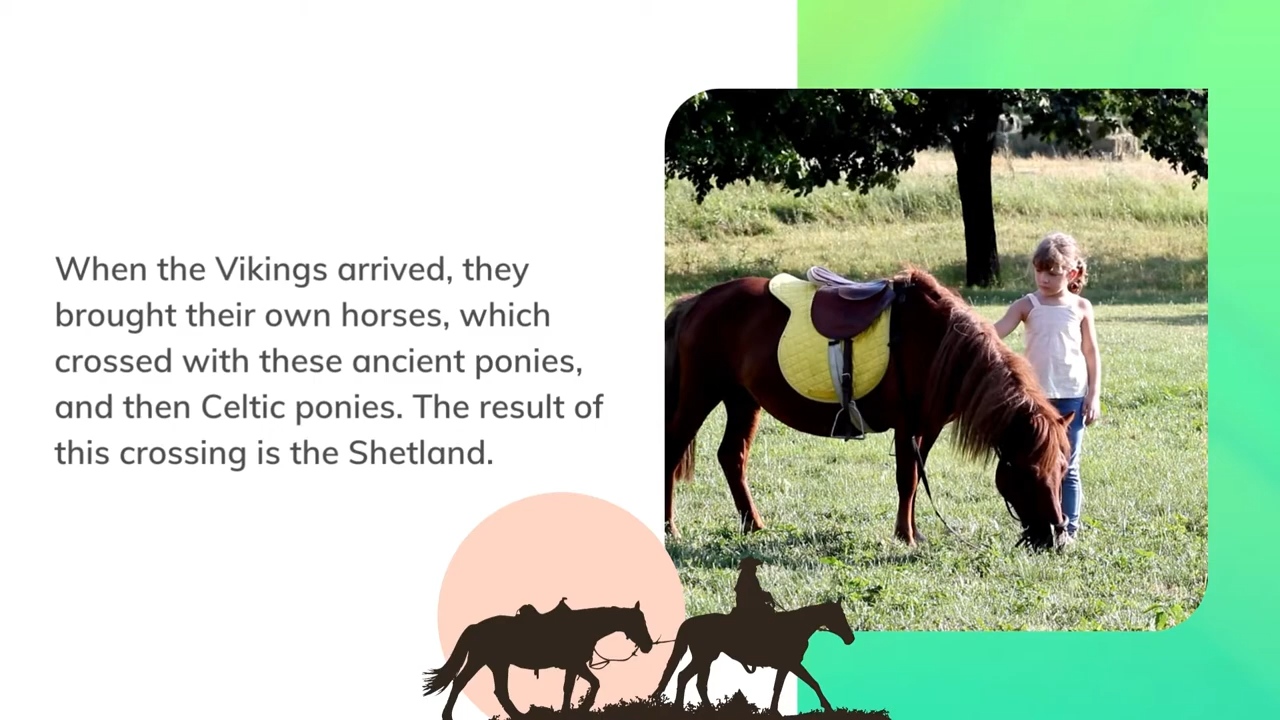 When the Vikings arrived, they
brought their own horses, which
crossed with these ancient ponies,
and then Celtic ponies. The result of
this crossing is the Shetland.